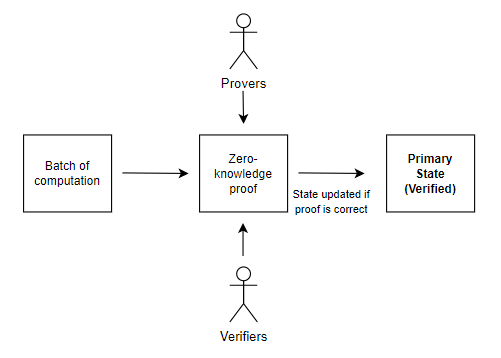 Provers
Batch of
computation
Zero-
knowledge
proof
State updated if
proof is correct
Primary
State
(Verified)
Verifiers